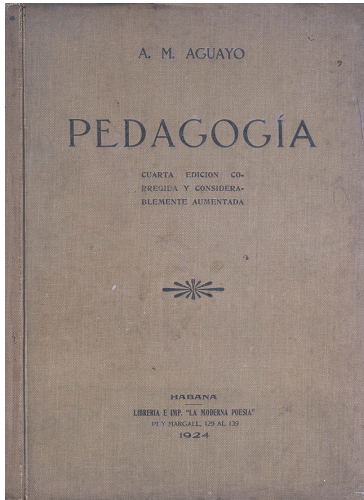 A. M. AGUAYO
PEDAGOGÍA
CUARTA EDICION CO-
RREGIDA Y CONSIDERA-
BLEMENTE AUMENTADA
HABANA
LIBRERIA E IMP. "LA MODERNA POESIA"
PI Y MARGALL, 129 AL 139
1924